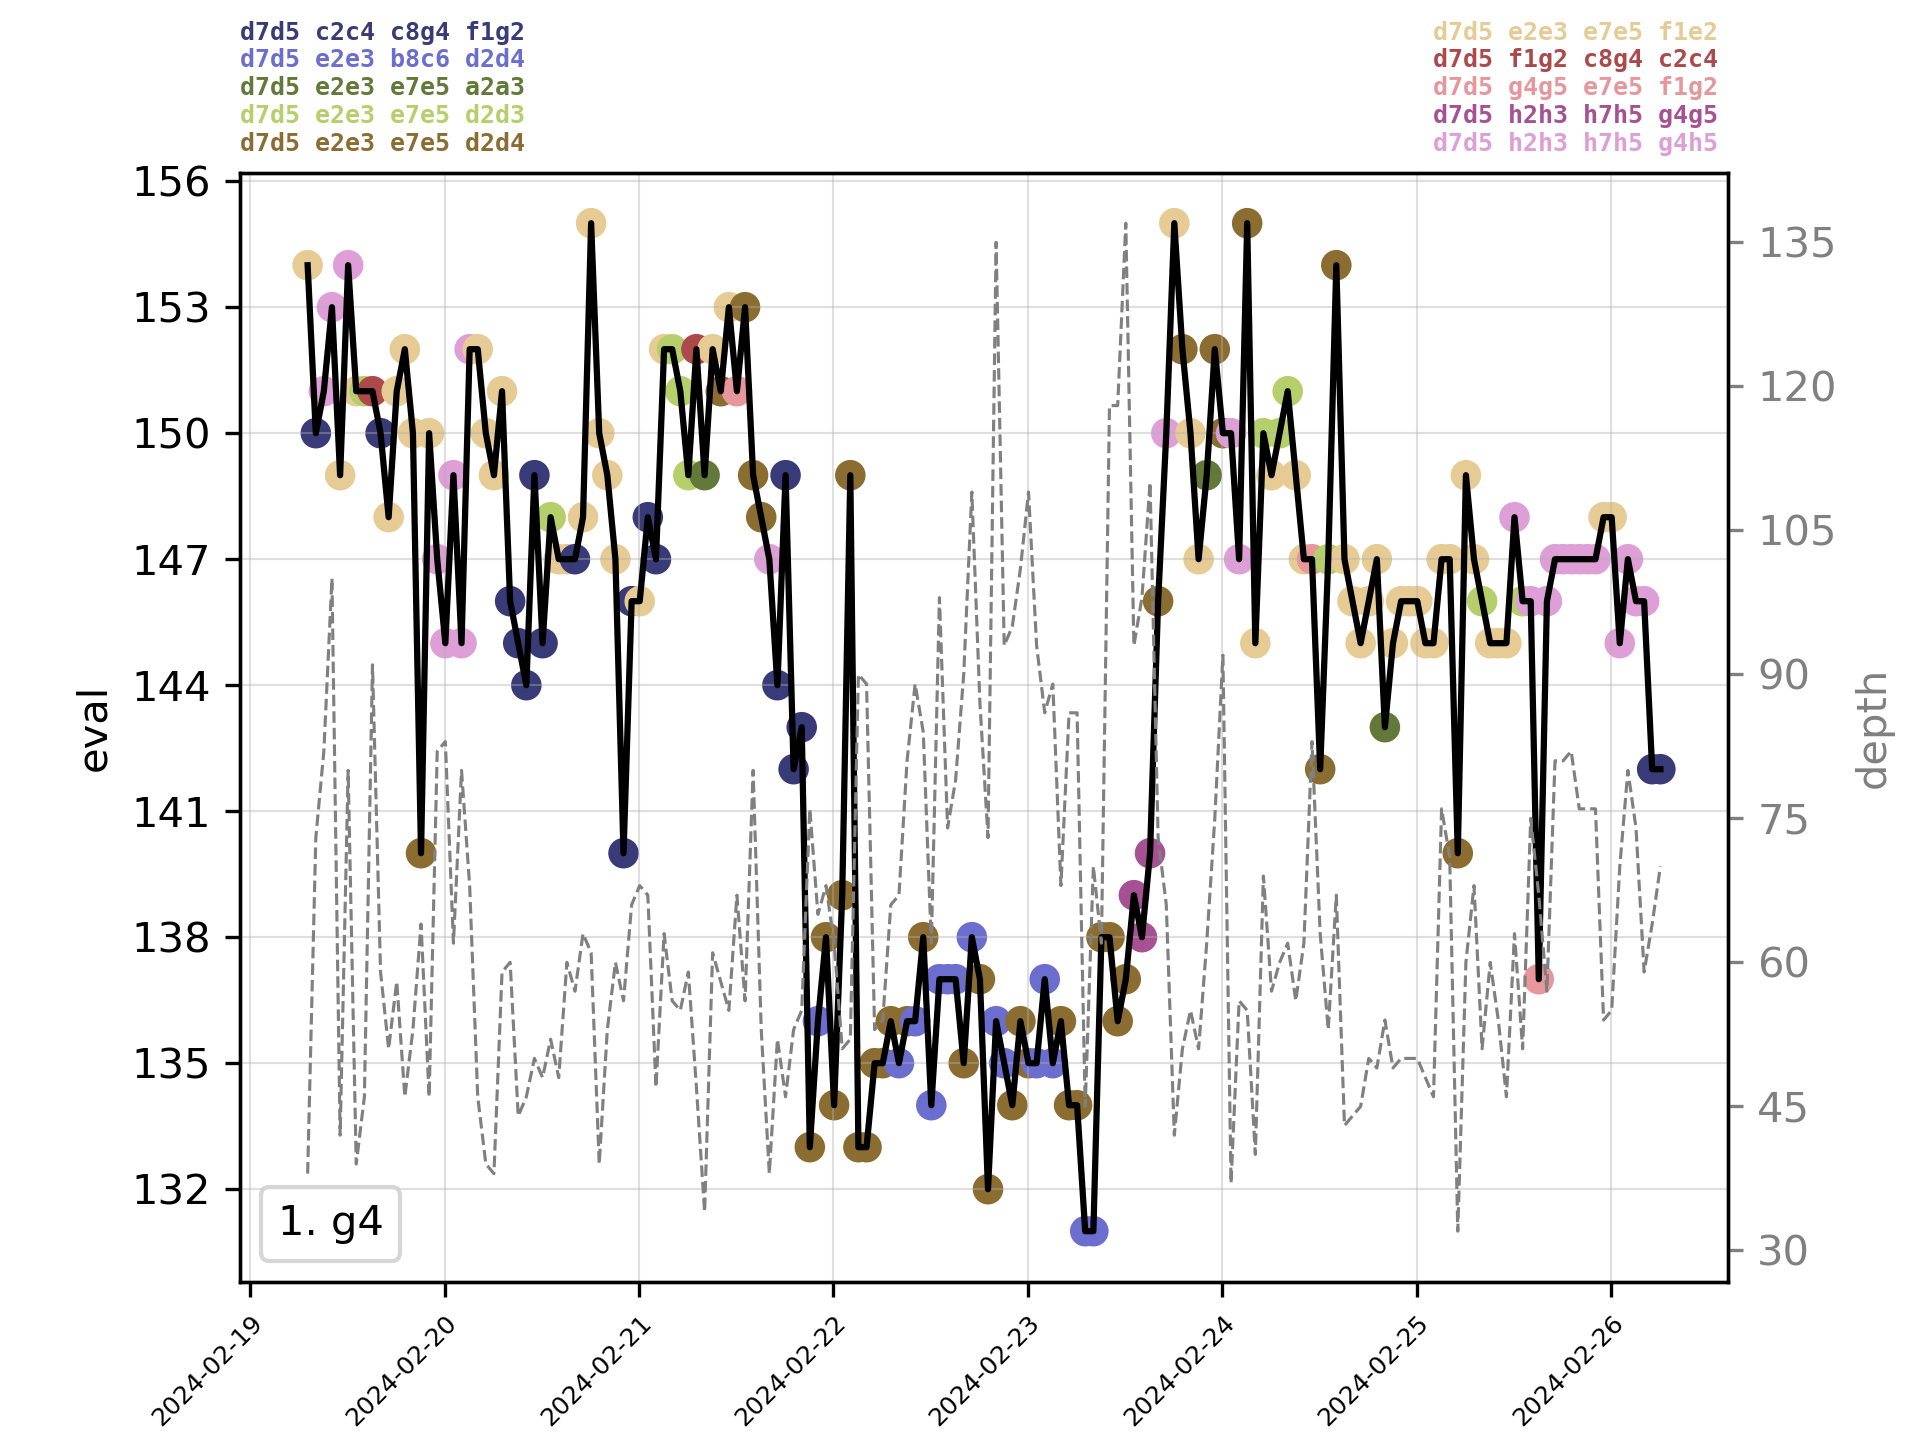 d7d5 c2c4 c8g4 f1g2
d7d5 e2e3 b8c6 d2d4
d7d5 e2e3 e7e5 a2a3
d7d5 e2e3 e7e5 d2d3
d7d5 e2e3 e7e5 d2d4
d7d5 e2e3 e7e5 f1e2
d7d5 f1g2 c8g4 c2c4
d7d5 g4g5 e7e5 f1g2
d7d5 h2h3 h7h5 g4g5
d7d5 h2h3 h7h5 g4h5
156
153
150
147
144
141
138
135
132
eval
135
120
105
90
75
60
45
30
depth
1. g4
2024-02-19
2024-02-20
2024-02-21
2024-02-22
2024-02-23
2024-02-24
2024-02-25
2024-02-26